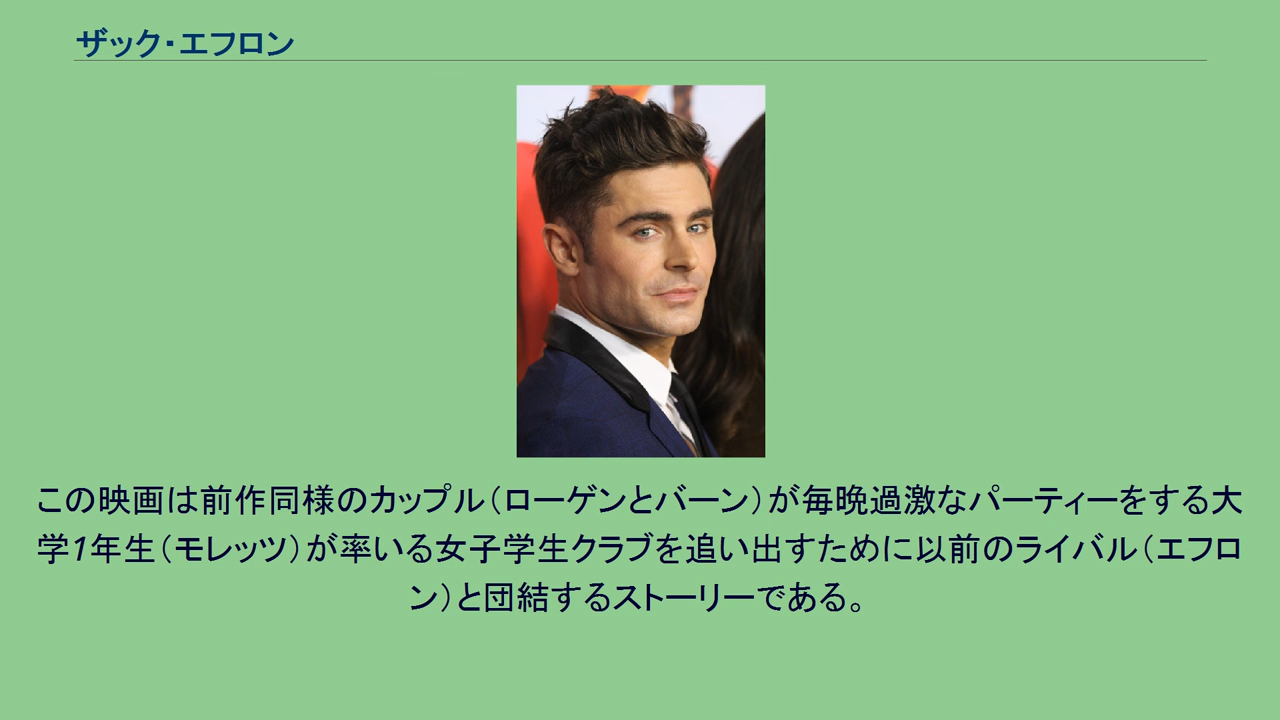 ザック・エフロン
この映画は前作同様のカップル（ローゲンとバーン）が毎晩過激なパーティーをする大
学1年生（モレッツ）が率いる女子学生クラブを追い出すために以前のライバル（エフロ
ン）と団結するストーリーである。